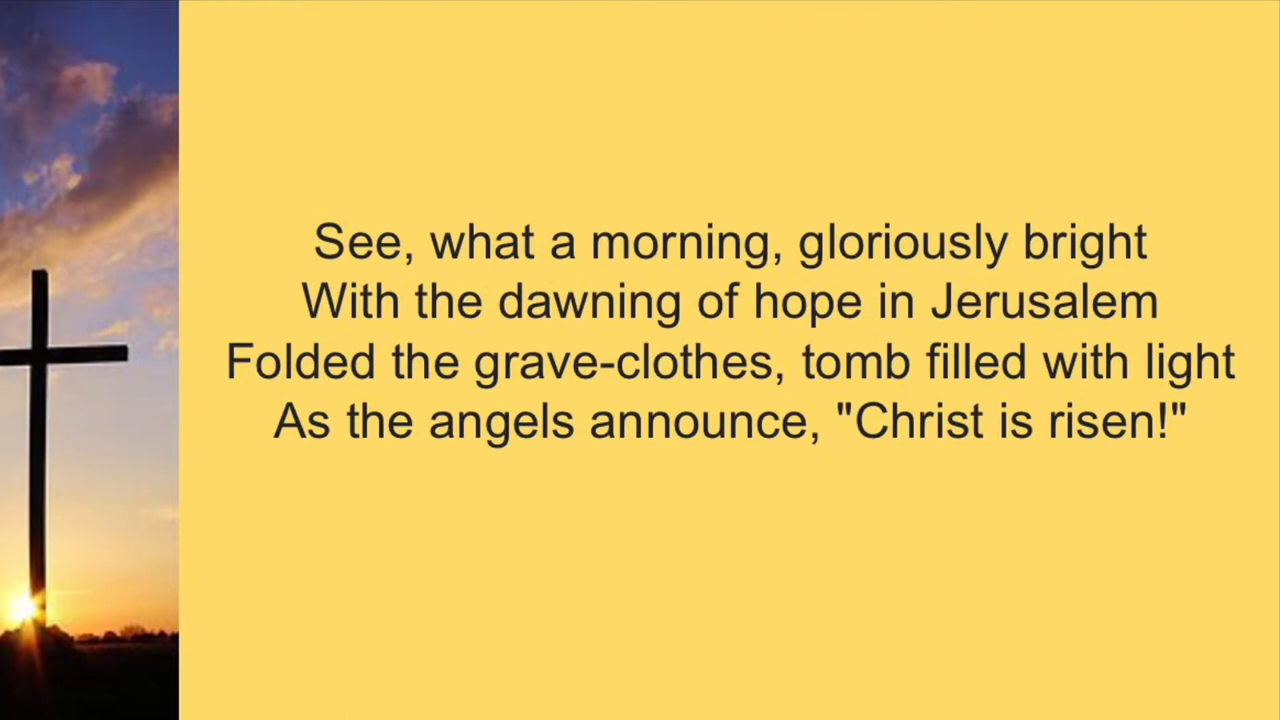 See, what a morning, gloriously bright
With the dawning of hope in Jerusalem
Folded the grave-clothes, tomb filled with light
As the angels announce, "Christ is risen!"